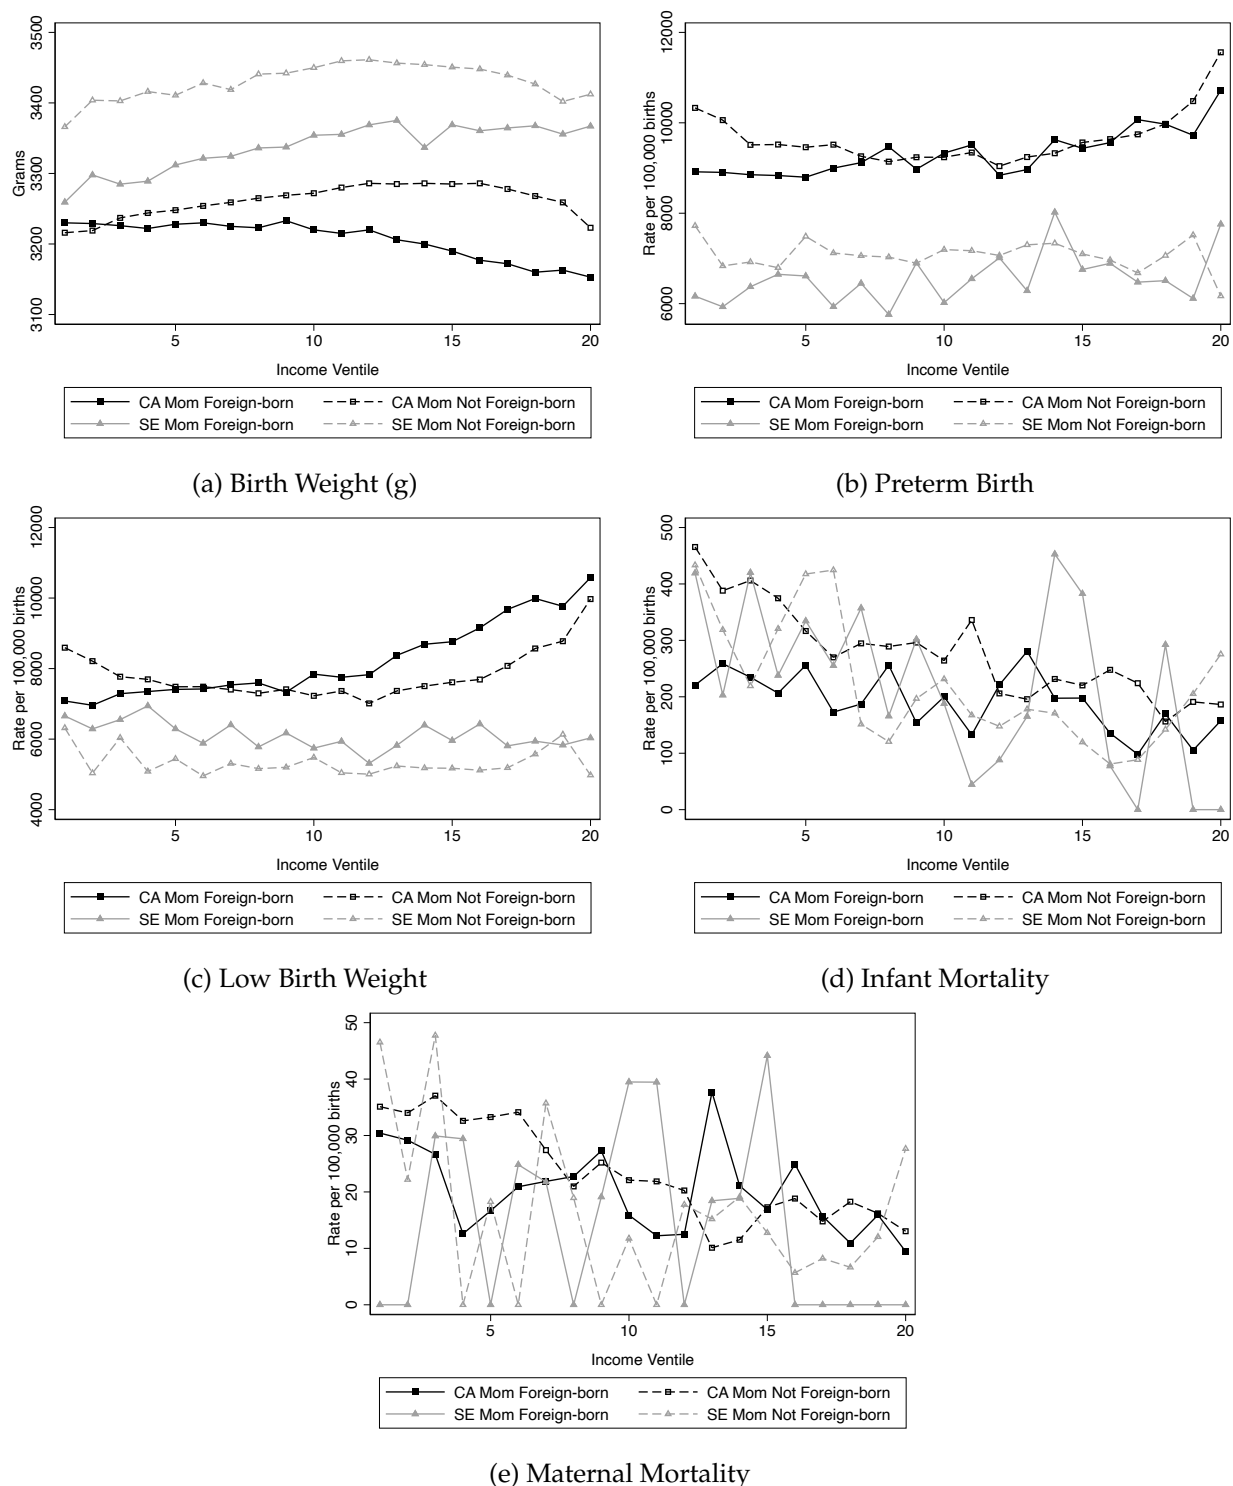 Grams
3500
3400
3300
3200
3100
5 10 15 20
Income Ventile
CA Mom Foreign-born CA Mom Not Foreign-born
SE Mom Foreign-born SE Mom Not Foreign-born
(a) Birth Weight (g)
Rate per 100,000 births
12000
10000
8000
6000
5 10 15 20
Income Ventile
CA Mom Foreign-born CA Mom Not Foreign-born
SE Mom Foreign-born SE Mom Not Foreign-born
(b) Preterm Birth
Rate per 100,000 births
12000
10000
8000
6000
4000
5 10 15 20
Income Ventile
CA Mom Foreign-born CA Mom Not Foreign-born
SE Mom Foreign-born SE Mom Not Foreign-born
(c) Low Birth Weight
Rate per 100,000 births
500
400
300
200
100
0
5 10 15 20
Income Ventile
CA Mom Foreign-born CA Mom Not Foreign-born
SE Mom Foreign-born SE Mom Not Foreign-born
(d) Infant Mortality
Rate per 100,000 births
50
40
30
20
10
0
5 10 15 20
Income Ventile
CA Mom Foreign-born CA Mom Not Foreign-born
SE Mom Foreign-born SE Mom Not Foreign-born
(e) Maternal Mortality